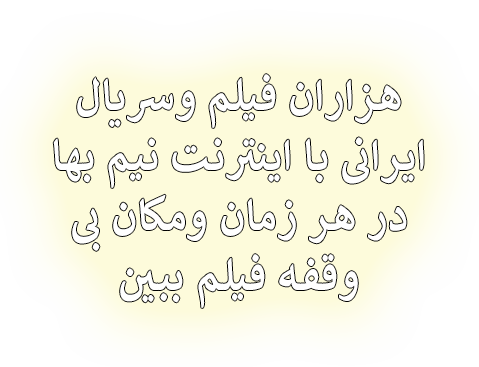 هزاران فیلم وسریال
ایرانی با اینترنت نیم بها
در هر زمان ومکان بی
وقفه فیلم ببین